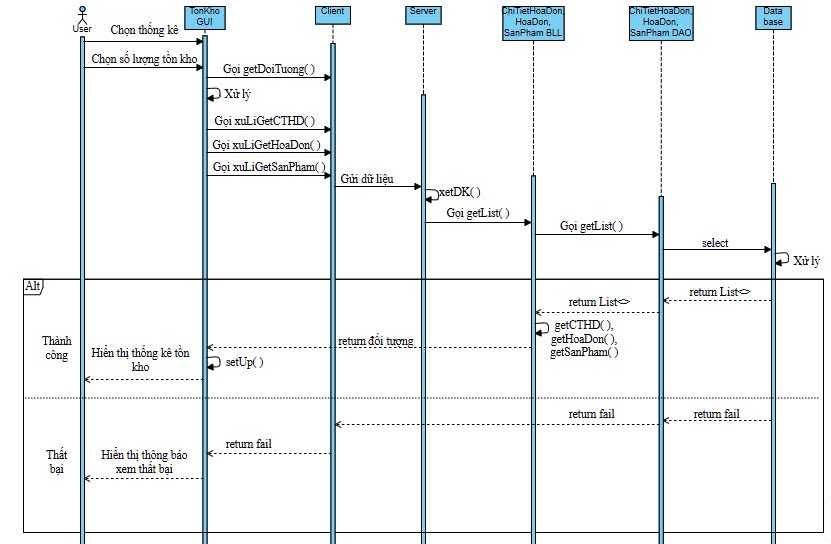 User
TonKho
GUI
Client
Server
ChiTietHoaDon,
HoaDon,
SanPham BLL
ChiTietHoaDon,
HoaDon,
SanPham DAO
Data
base
Chọn thống kê
Chọn số lượng tồn kho
Gọi getDoiTuong( )
Xử lý
Gọi xuLiGetCTHD( )
Gọi xuLiGetHoaDon( )
Gọi xuLiGetSanPham( )
Gửi dữ liệu
xetDK( )
Gọi getList( )
Gọi getList( )
select
Xử lý
Alt
return List<>
return List<>
getCTHD( ),
getHoaDon( ),
getSanPham( )
return đối tượng
Thành
công
Hiển thị thống kê tồn
kho
setUp( )
return fail
return fail
return fail
Thất
bại
Hiển thị thông báo
xem thất bại